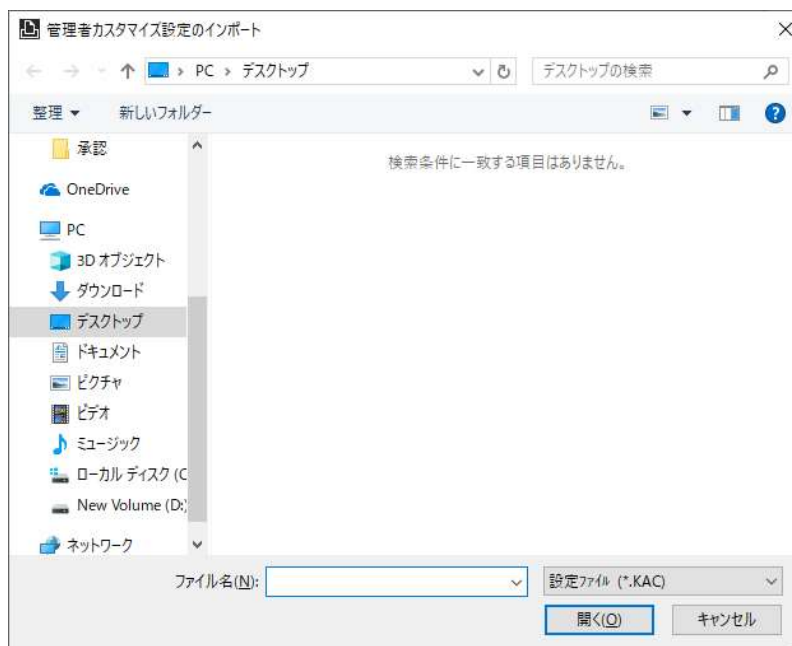 管理者カスタマイズ設定のインポート
PC › デスクトップ
デスクトップの検索
整理
新しいフォルダー
承認
検索条件に一致する項目はありません。
OneDrive
PC
3D オブジェクト
ダウンロード
デスクトップ
ドキュメント
ピクチャ
ビデオ
ミュージック
ローカル ディスク (C
New Volume (D:)
ネットワーク
ファイル名(N):
設定ファイル (*.KAC)
開く(O)
キャンセル